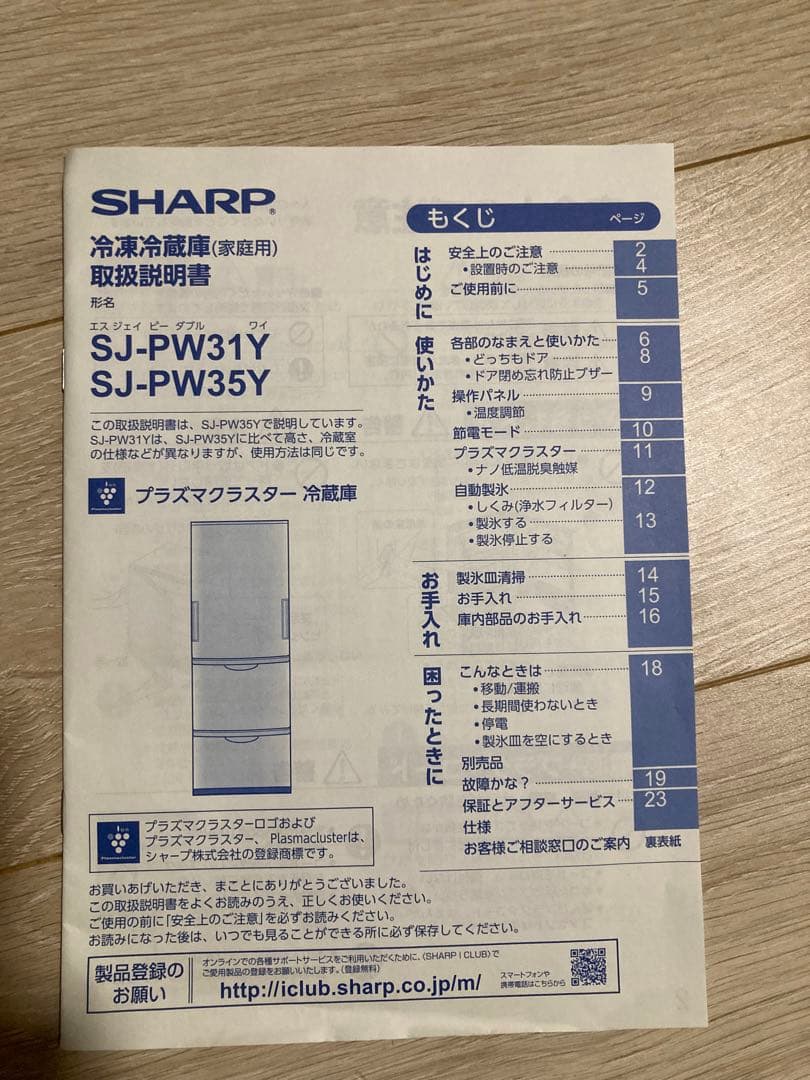 SHARP®
冷凍冷蔵庫(家庭用)
取扱説明書
形名
エス ジェイ ピー ダブル ワイ
SJ-PW31Y
SJ-PW35Y
この取扱説明書は、SJ-PW35Yで説明しています。
SJ-PW31Yは、SJ-PW35Yに比べて高さ、冷蔵室
の仕様などが異なりますが、使用方法は同じです。
Plasmacluster
プラズマクラスター 冷蔵庫
Plasmacluster
プラズマクラスターロゴおよび
プラズマクラスター、Plasmaclusterは、
シャープ株式会社の登録商標です。
お買いあげいただき、まことにありがとうございました。
この取扱説明書をよくお読みのうえ、正しくお使いください。
ご使用の前に「安全上のご注意」を必ずお読みください。
お読みになった後は、いつでも見ることができる所に必ず保存してください。
もくじ ページ
はじめに
安全上のご注意 2
•設置時のご注意 4
ご使用前に 5
使いかた
各部のなまえと使いかた 6
•どっちもドア 8
•ドア閉め忘れ防止ブザー
操作パネル 9
•温度調節
節電モード 10
プラズマクラスター 11
•ナノ低温脱臭触媒
自動製氷 12
•しくみ(浄水フィルター)
•製氷する 13
•製氷停止する
お手入れ
製氷皿清掃 14
お手入れ 15
庫内部品のお手入れ 16
困ったときに
こんなときは 18
•移動/運搬
•長期間使わないとき
•停電
•製氷皿を空にするとき
別売品
故障かな? 19
保証とアフターサービス 23
仕様
お客様ご相談窓口のご案内 裏表紙
製品登録の
お願い
オンラインでの各種サポートサービスをご利用いただくために、〈SHARP i CLUB〉で
ご愛用製品の登録をお願いいたします。(登録無料)
http://iclub.sharp.co.jp/m/
スマートフォンや
携帯電話はこちらから